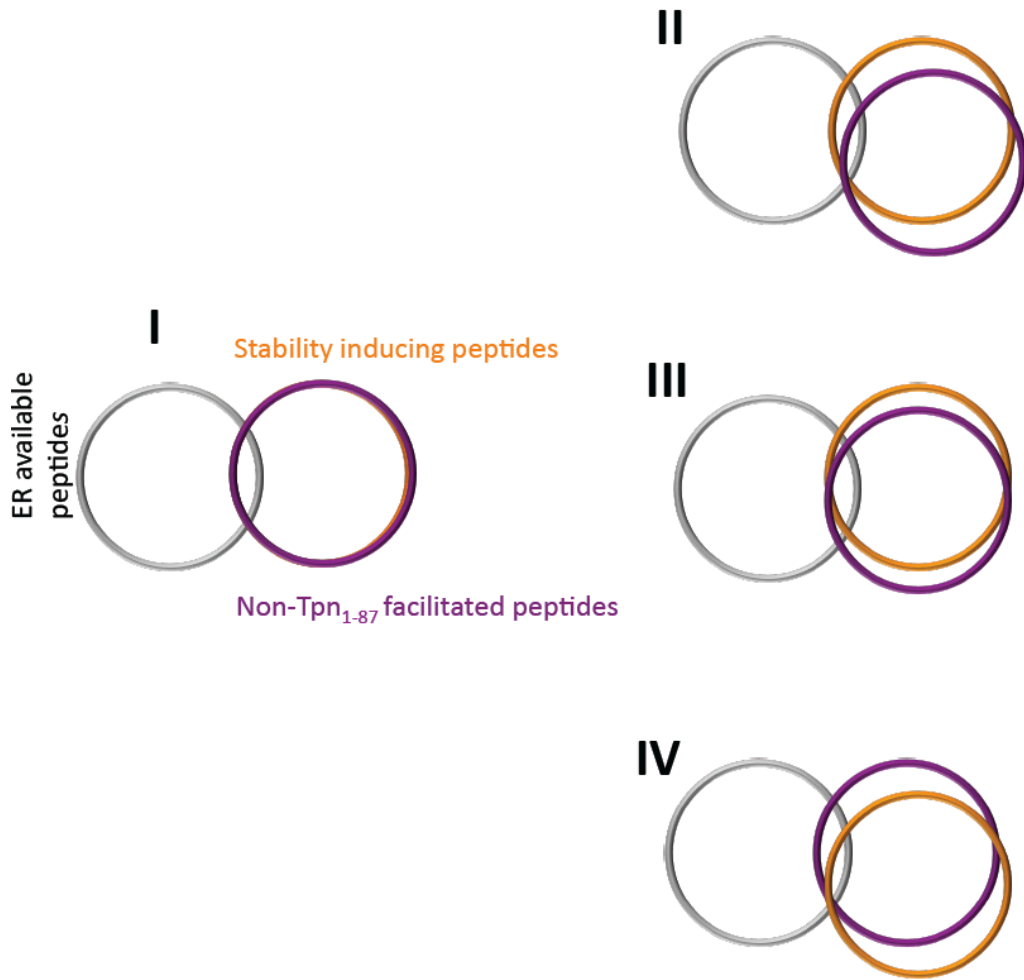 II
I
Stability inducing peptides
ER available
peptides
III
Non-Tpn1-87 facilitated peptides
IV